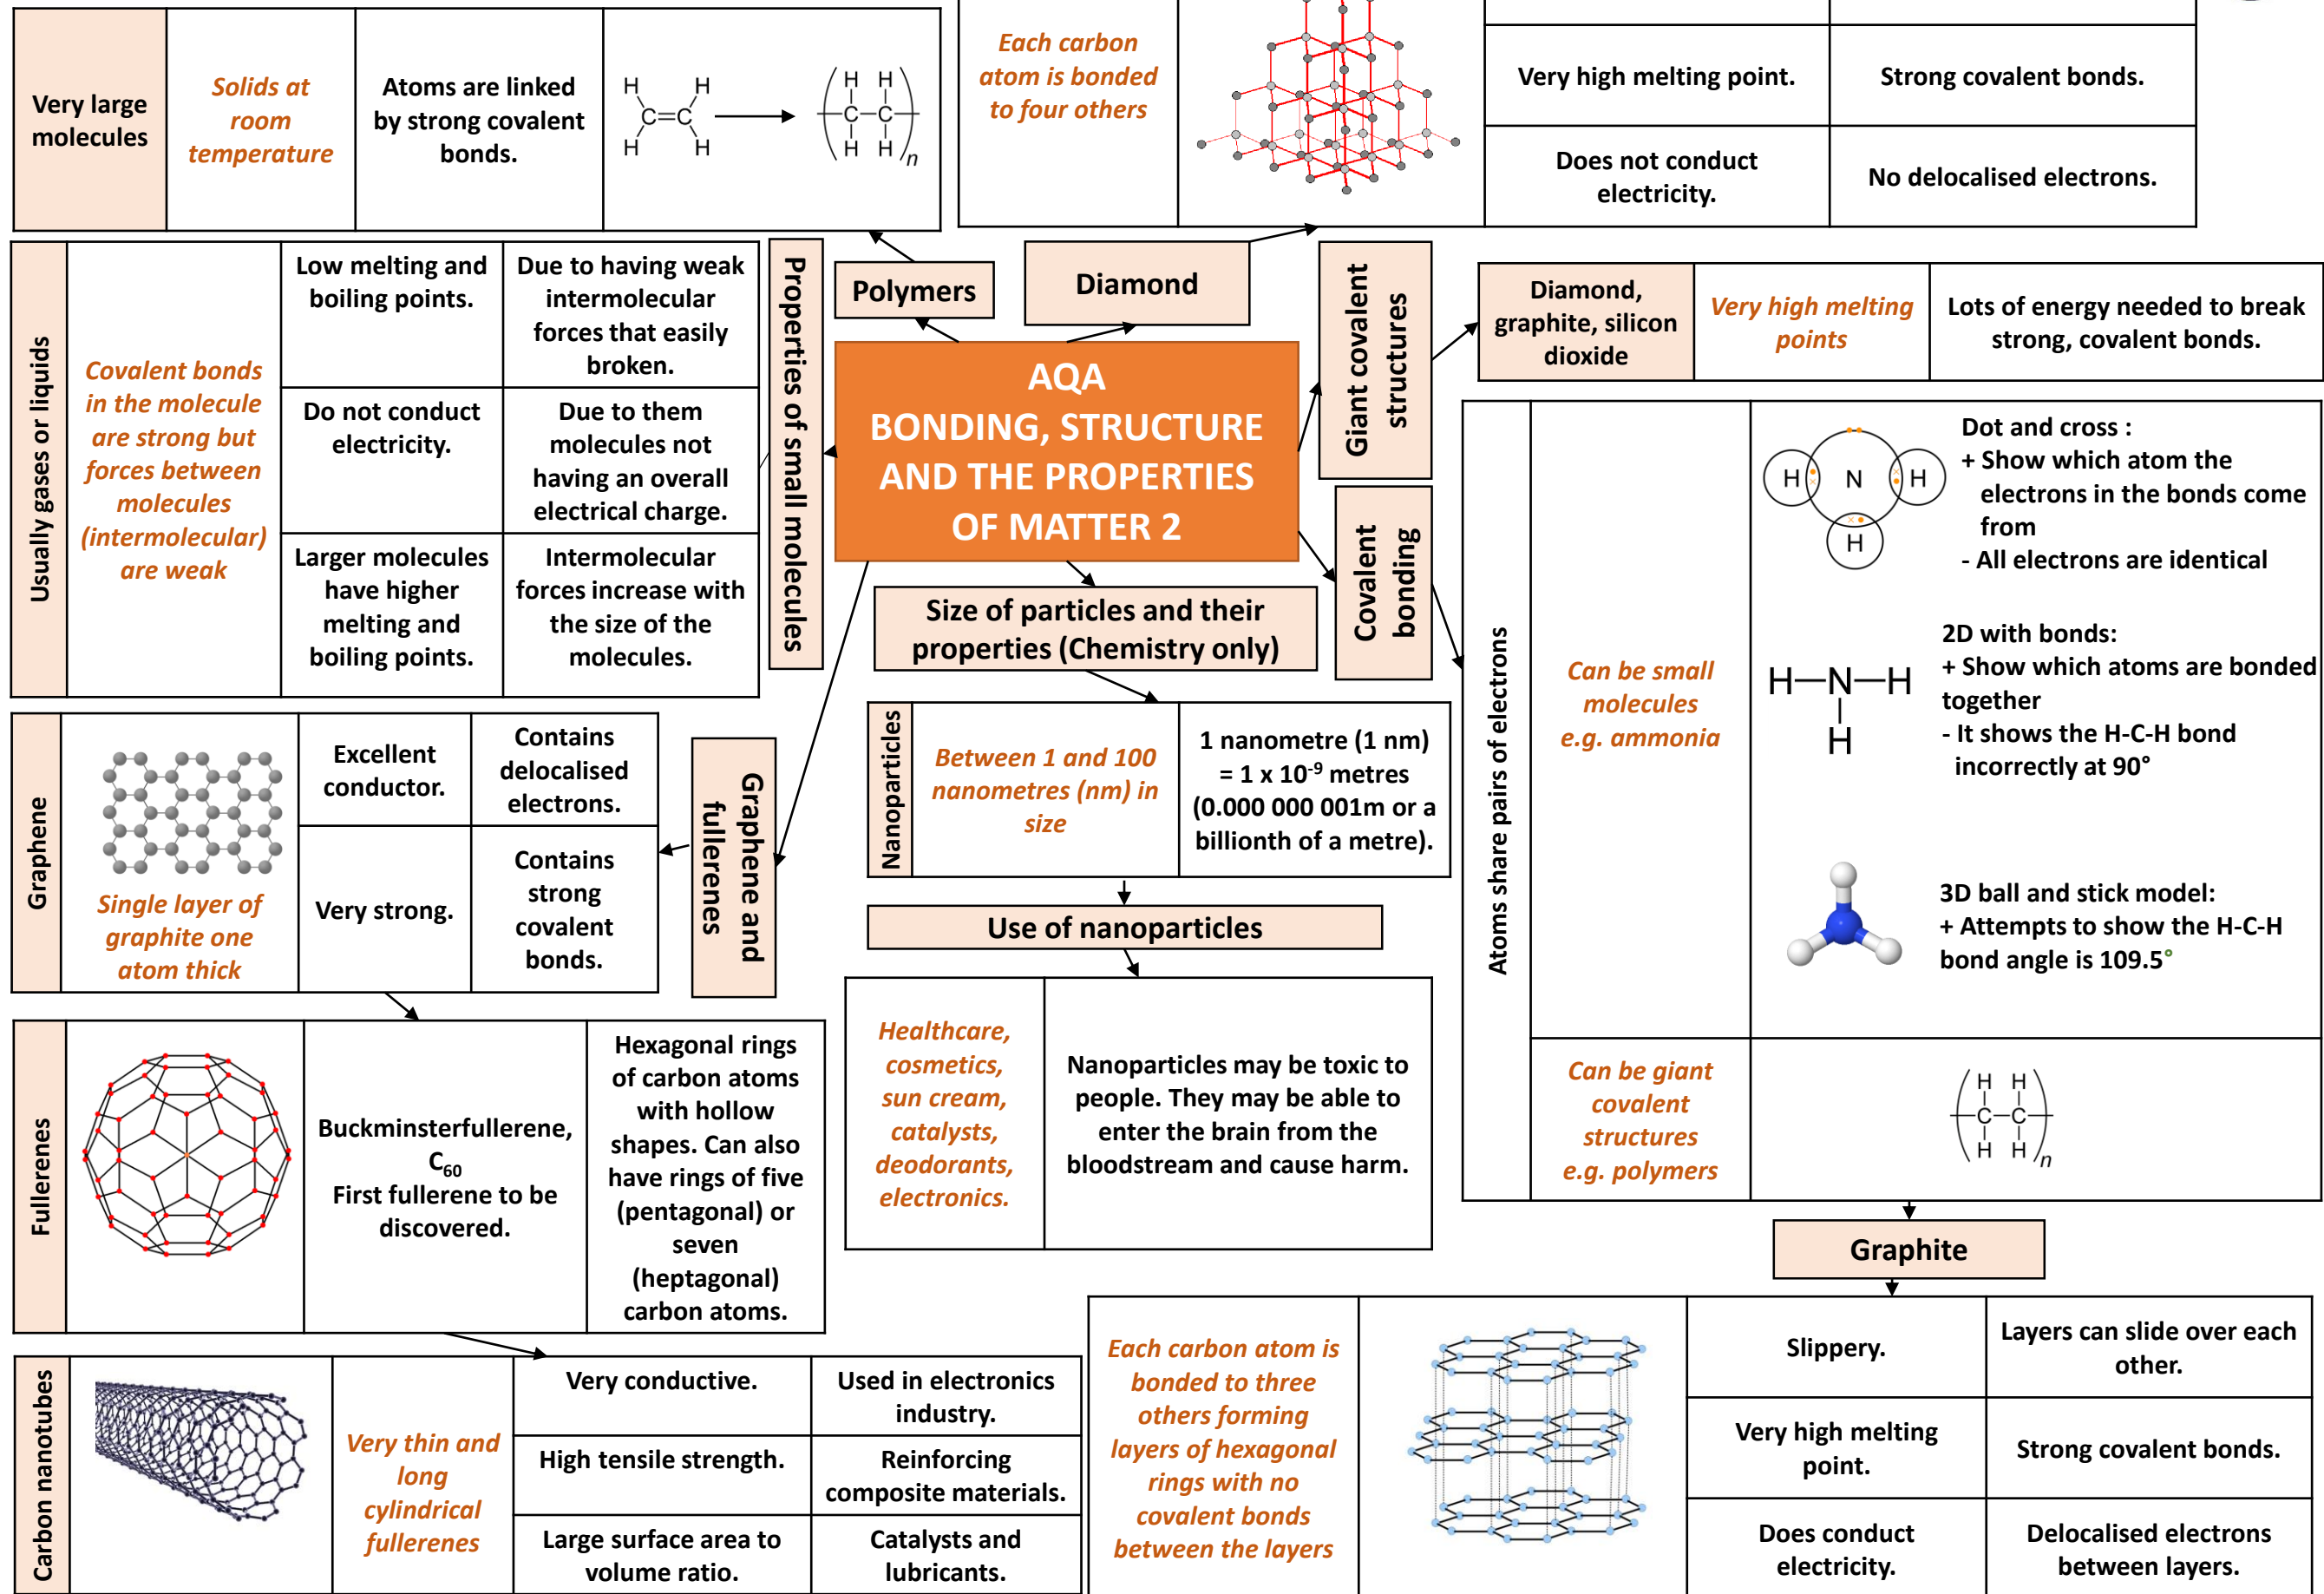 Very large
molecules
Solids at
room
temperature
Atoms are linked
by strong covalent
bonds.
H H
C=C
H H
H H
C-C
H H
n
Each carbon
atom is bonded
to four others
Very high melting point.
Strong covalent bonds.
Does not conduct
electricity.
No delocalised electrons.
Polymers
Diamond
Properties of small molecules
Usually gases or liquids
Covalent bonds
in the molecule
are strong but
forces between
molecules
(intermolecular)
are weak
Low melting and
boiling points.
Due to having weak
intermolecular
forces that easily
broken.
Do not conduct
electricity.
Due to them
molecules not
having an overall
electrical charge.
Larger molecules
have higher
melting and
boiling points.
Intermolecular
forces increase with
the size of the
molecules.
AQA
BONDING, STRUCTURE
AND THE PROPERTIES
OF MATTER 2
Giant covalent
structures
Diamond,
graphite, silicon
dioxide
Very high melting
points
Lots of energy needed to break
strong, covalent bonds.
Covalent
bonding
Atoms share pairs of electrons
Can be small
molecules
e.g. ammonia
H N H
H
Dot and cross :
+ Show which atom the
electrons in the bonds come
from
- All electrons are identical
H-N-H
H
2D with bonds:
+ Show which atoms are bonded
together
- It shows the H-C-H bond
incorrectly at 90°
3D ball and stick model:
+ Attempts to show the H-C-H
bond angle is 109.5°
Can be giant
covalent
structures
e.g. polymers
H H
C-C
H H
n
Size of particles and their
properties (Chemistry only)
Nanoparticles
Between 1 and 100
nanometres (nm) in
size
1 nanometre (1 nm)
= 1 x 10⁻⁹ metres
(0.000 000 001m or a
billionth of a metre).
Use of nanoparticles
Healthcare,
cosmetics,
sun cream,
catalysts,
deodorants,
electronics.
Nanoparticles may be toxic to
people. They may be able to
enter the brain from the
bloodstream and cause harm.
Graphene and
fullerenes
Graphene
Single layer of
graphite one
atom thick
Excellent
conductor.
Contains
delocalised
electrons.
Very strong.
Contains
strong
covalent
bonds.
Fullerenes
Buckminsterfullerene,
C₆₀
First fullerene to be
discovered.
Hexagonal rings
of carbon atoms
with hollow
shapes. Can also
have rings of five
(pentagonal) or
seven
(heptagonal)
carbon atoms.
Carbon nanotubes
Very thin and
long
cylindrical
fullerenes
Very conductive.
Used in electronics
industry.
High tensile strength.
Reinforcing
composite materials.
Large surface area to
volume ratio.
Catalysts and
lubricants.
Graphite
Each carbon atom is
bonded to three
others forming
layers of hexagonal
rings with no
covalent bonds
between the layers
Slippery.
Layers can slide over each
other.
Very high melting
point.
Strong covalent bonds.
Does conduct
electricity.
Delocalised electrons
between layers.